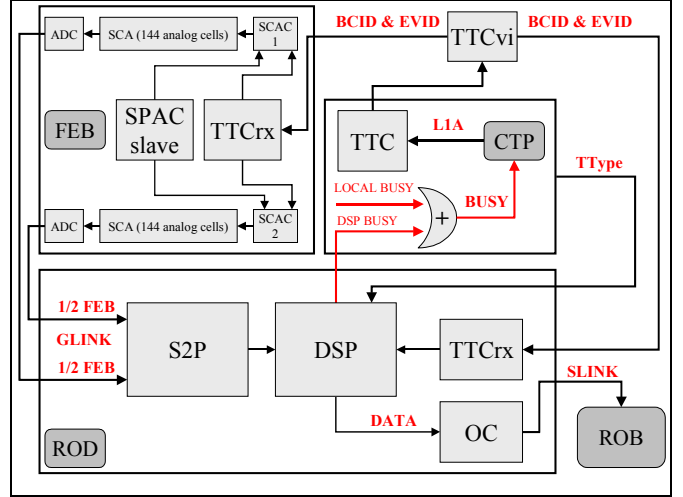 BCID & EVID
BCID & EVID
TTCvi
ADC
SCA (144 analog cells)
SCAC
1
FEB
SPAC
slave
TTCrx
ADC
SCA (144 analog cells)
SCAC
2
TTC
L1A
CTP
TType
LOCAL BUSY
DSP BUSY
+
BUSY
1/2 FEB
GLINK
1/2 FEB
S2P
DSP
TTCrx
DATA
OC
SLINK
ROD
ROB